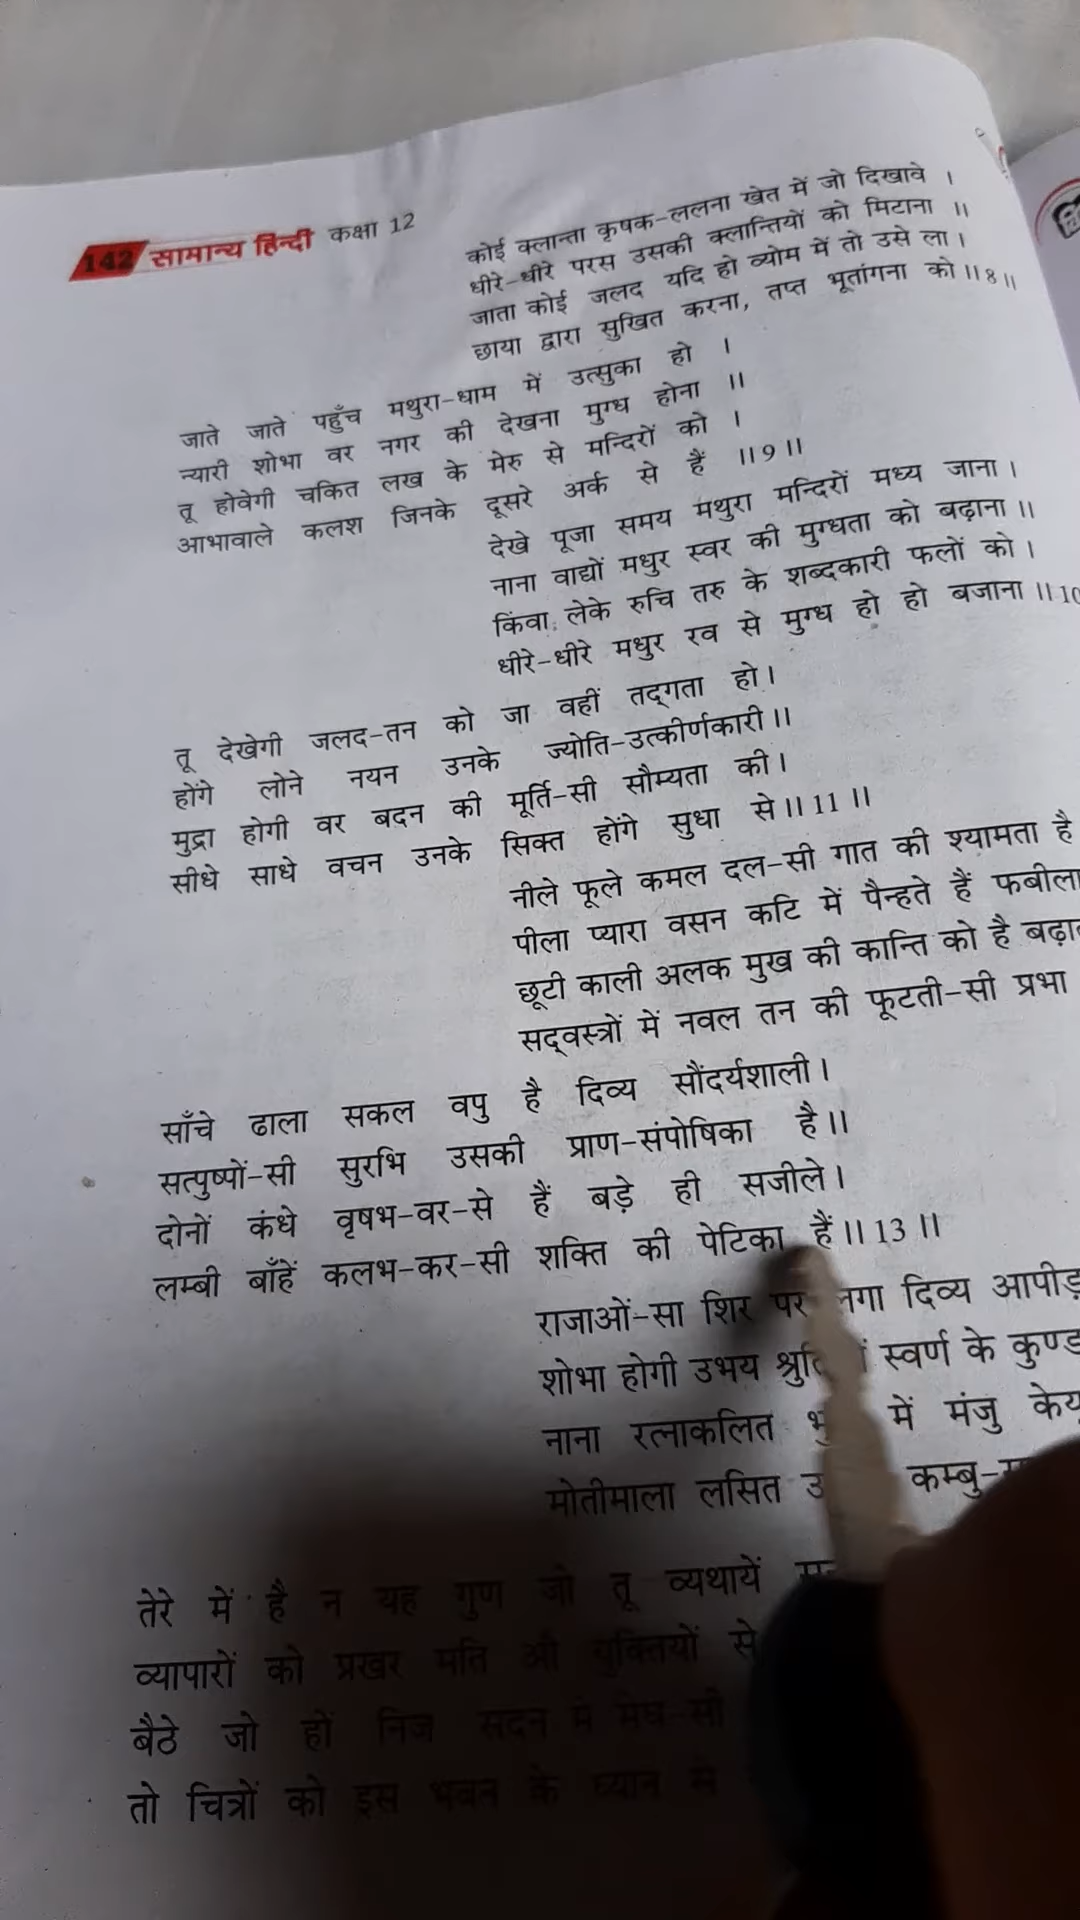 142 सामान्य हिन्दी कक्षा 12
कोई क्लान्ता कृषक-ललना खेत में जो दिखावे ।
धीरे-धीरे परस उसकी क्लान्तियों को मिटाना ॥
जाता कोई जलद यदि हो व्योम में तो उसे ला ।
छाया द्वारा सुखित करना, तप्त भूतांगना को ॥ 8 ॥
जाते जाते पहुँच मथुरा-धाम में उत्सुका हो ।
न्यारी शोभा वर नगर की देखना मुग्ध होना ॥
तू होवेगी चकित लख के मेरु से मन्दिरों को ।
आभावाले कलश जिनके दूसरे अर्क से हैं ॥ 9 ॥
देखे पूजा समय मथुरा मन्दिरों मध्य जाना ।
नाना वाद्यों मधुर स्वर की मुग्धता को बढ़ाना ॥
किंवा लेके रुचि तरु के शब्दकारी फलों को ।
धीरे-धीरे मधुर रव से मुग्ध हो हो बजाना ॥ 10
तू देखेगी जलद-तन को जा वहीं तद्‌गता हो ।
होंगे लोने नयन उनके ज्योति-उत्कीर्णकारी ॥
मुद्रा होगी वर बदन की मूर्ति-सी सौम्यता की ।
सीधे साधे वचन उनके सिक्त होंगे सुधा से ॥ 11 ॥
नीले फूले कमल दल-सी गात की श्यामता है
पीला प्यारा वसन कटि में पैन्हते हैं फबीला
छूटी काली अलक मुख की कान्ति को है
सद्‌वस्त्रों में नवल तन की फूटती-सी प्रभा
साँचे ढाला सकल वपु है दिव्य सौंदर्यशाली ।
सत्पुष्पों-सी सुरभि उसकी प्राण-संपोषिका है ॥
दोनों कंधे वृषभ-वर-से हैं बड़े ही सजीले ।
लम्बी बाँहें कलभ-कर-सी शक्ति की पेटिका हैं ॥ 13 ॥
राजाओं-सा शिर पर दिव्य आपीड़
शोभा होगी उभय स्वर्ण के
नाना रत्नाकलित में मंजु
मोतीमाला लसित
तेरे में है न यह गुण जो तू व्यथायें
व्यापारों को प्रखर मति औ युक्तियों से
बैठे जो हों निज सदन में मेघ-सी
तो चित्रों को इस भवन के ध्यान से